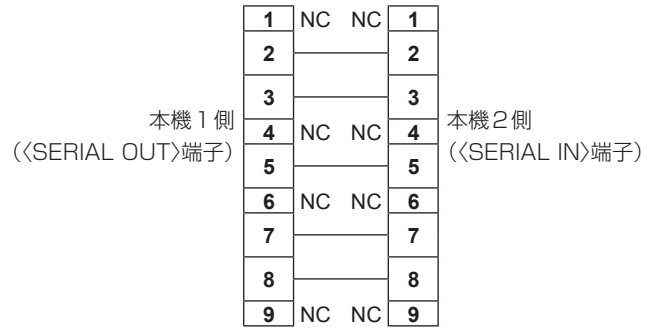 1 NC NC 1
2 2
3 3
本機1側
(〈SERIAL OUT〉端子)
4 NC NC 4
本機2側
(〈SERIAL IN〉端子)
5 5
6 NC NC 6
7 7
8 8
9 NC NC 9